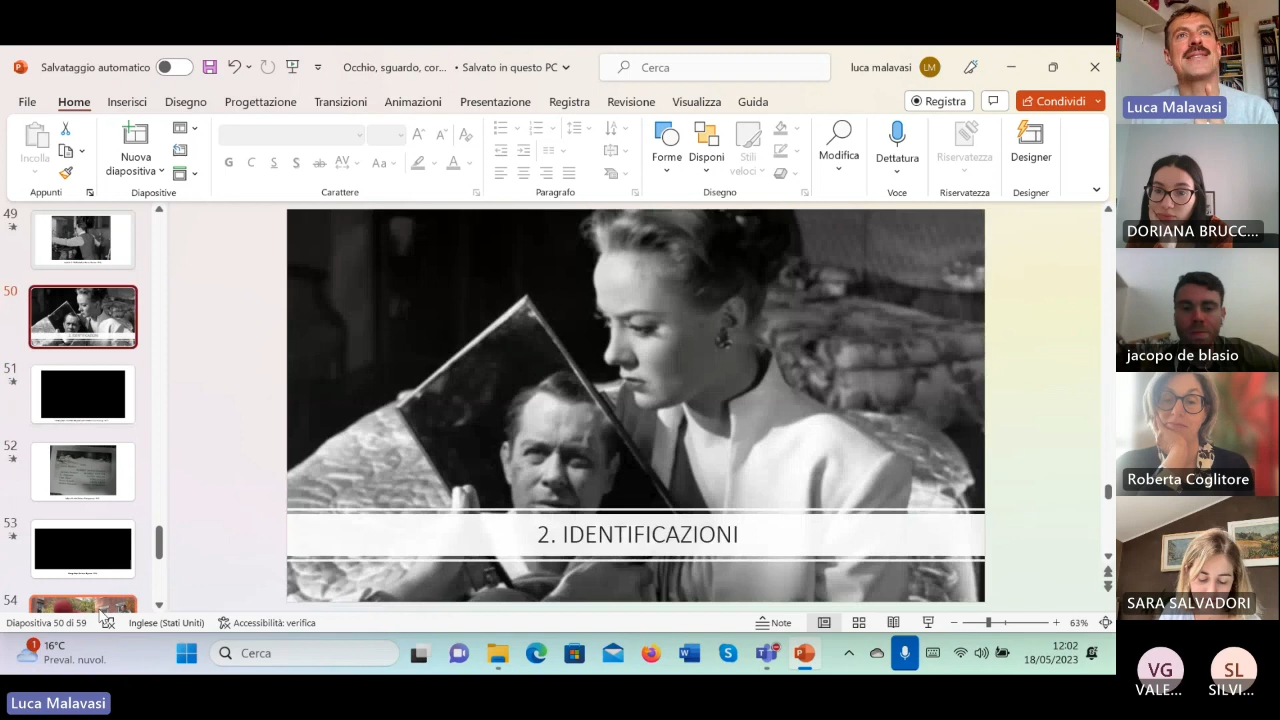 Salvataggio automatico
Occhio, sguardo, cor... • Salvato in questo PC
Cerca
luca malavasi
LM
File Home Inserisci Disegno Progettazione Transizioni Animazioni Presentazione Registra Revisione Visualizza Guida
Registra
Condividi
Incolla
Nuova
diapositiva
G C S S ab AV Aa A
Forme Disponi Stili
veloci
Modifica
Dettatura
Riservatezza
Designer
Appunti Diapositive Carattere Paragrafo Disegno Voce Riservatezza Designer
49
50
51
52
53
54
2. IDENTIFICAZIONI
Diapositiva 50 di 59
Inglese (Stati Uniti)
Accessibilità: verifica
Note
63%
1
16°C
Preval. nuvol
Cerca
12:02
18/05/2023
Luca Malavasi
Luca Malavasi
DORIANA BRUCC...
jacopo de blasio
Roberta Coglitore
SARA SALVADORI
VG
VALE...
SL
SILVI...